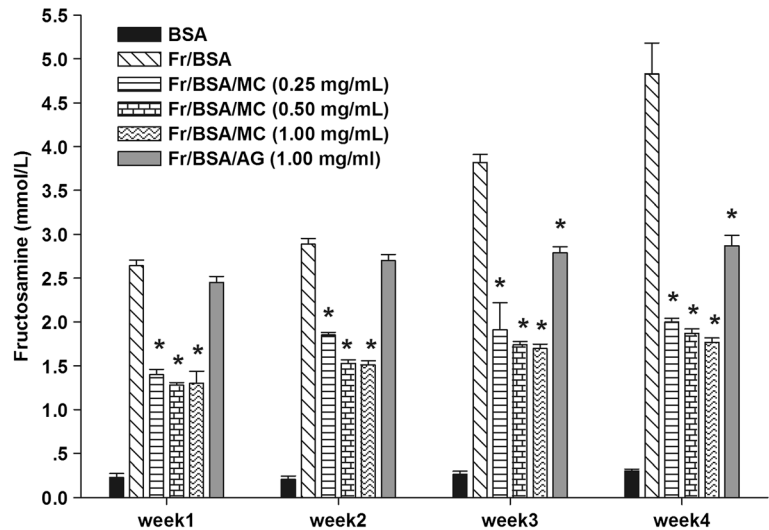 BSA
Fr/BSA
Fr/BSA/MC (0.25 mg/mL)
Fr/BSA/MC (0.50 mg/mL)
Fr/BSA/MC (1.00 mg/mL)
Fr/BSA/AG (1.00 mg/ml)
Fructosamine (mmol/L)
5.5
5.0
4.5
4.0
3.5
3.0
2.5
2.0
1.5
1.0
.5
0.0
* * *
* * *
* * * *
* * * *
week1 week2 week3 week4